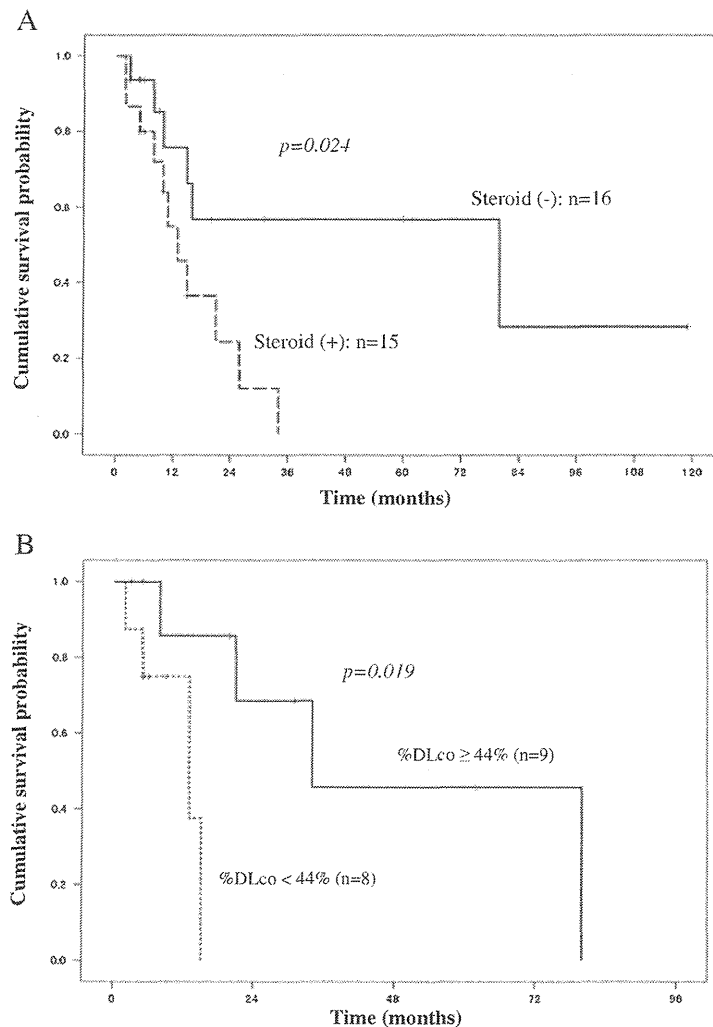 A
Cumulative survival probability
1.0
0.8
0.6
0.4
0.2
0.0
p=0.024
Steroid (-): n=16
Steroid (+): n=15
0 12 24 36 48 60 72 84 96 108 120
Time (months)
B
Cumulative survival probability
1.0
0.8
0.6
0.4
0.2
0.0
p=0.019
%DLco ≥ 44% (n=9)
%DLco < 44% (n=8)
0 24 48 72 96
Time (months)